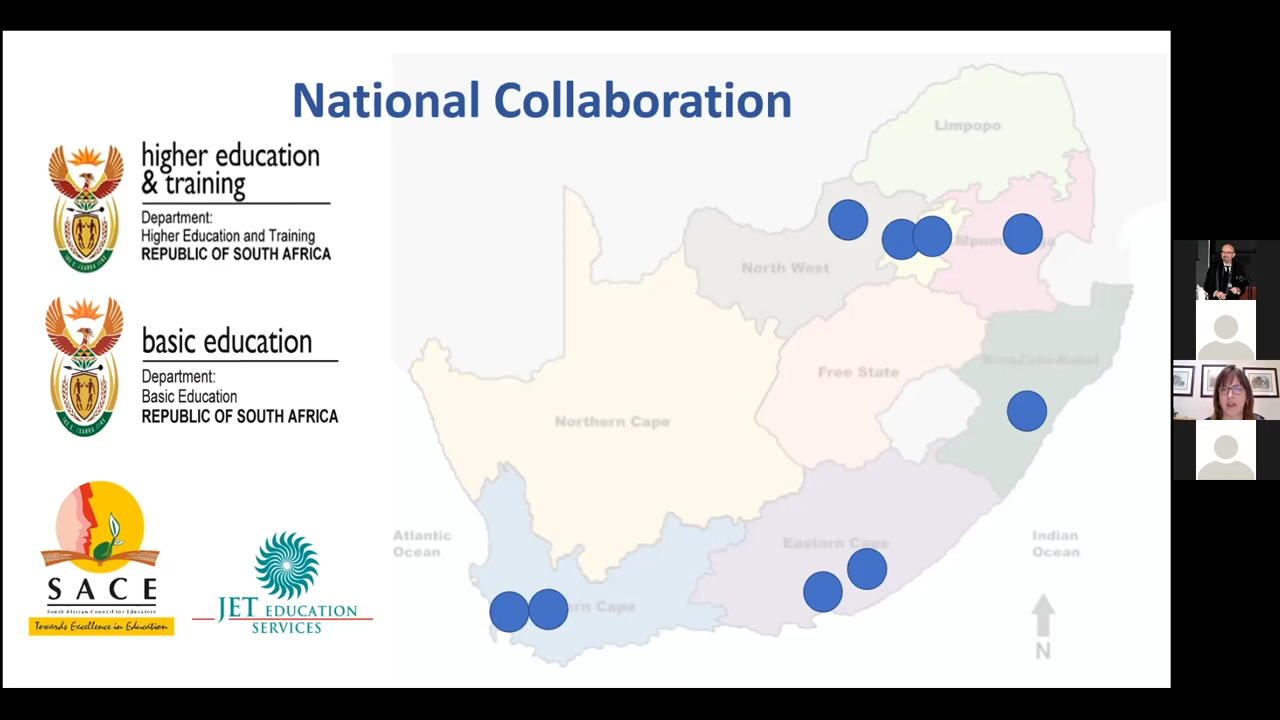 National Collaboration
higher education
& training
Department:
Higher Education and Training
REPUBLIC OF SOUTH AFRICA
basic education
Department:
Basic Education
REPUBLIC OF SOUTH AFRICA
SACE
South African Council for Educators
Towards Excellence in Education
JET EDUCATION
SERVICES
Limpopo
North West
Free State
KwaZulu-Natal
Northern Cape
Eastern Cape
Atlantic
Ocean
Indian
Ocean
N